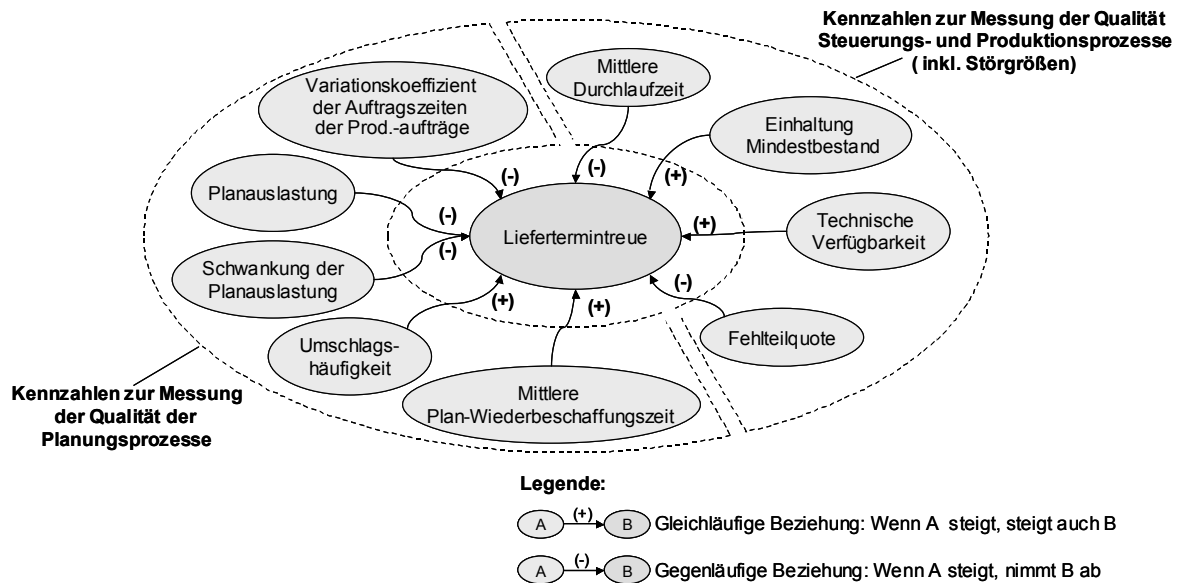 Kennzahlen zur Messung der Qualität
Steuerungs- und Produktionsprozesse
( inkl. Störgrößen)
Variationskoeffizient
der Auftragszeiten
der Prod.-aufträge
Mittlere
Durchlaufzeit
Einhaltung
Mindestbestand
Planauslastung
(-)
(-)
(+)
(-)
(-)
Liefertermintreue
(+)
Technische
Verfügbarkeit
Schwankung der
Planauslastung
(+)
(+)
(-)
Umschlags-
häufigkeit
Mittlere
Plan-Wiederbeschaffungszeit
Fehlteilquote
Kennzahlen zur Messung
der Qualität der
Planungsprozesse
Legende:
A (+) B Gleichläufige Beziehung: Wenn A steigt, steigt auch B
A (-) B Gegenläufige Beziehung: Wenn A steigt, nimmt B ab